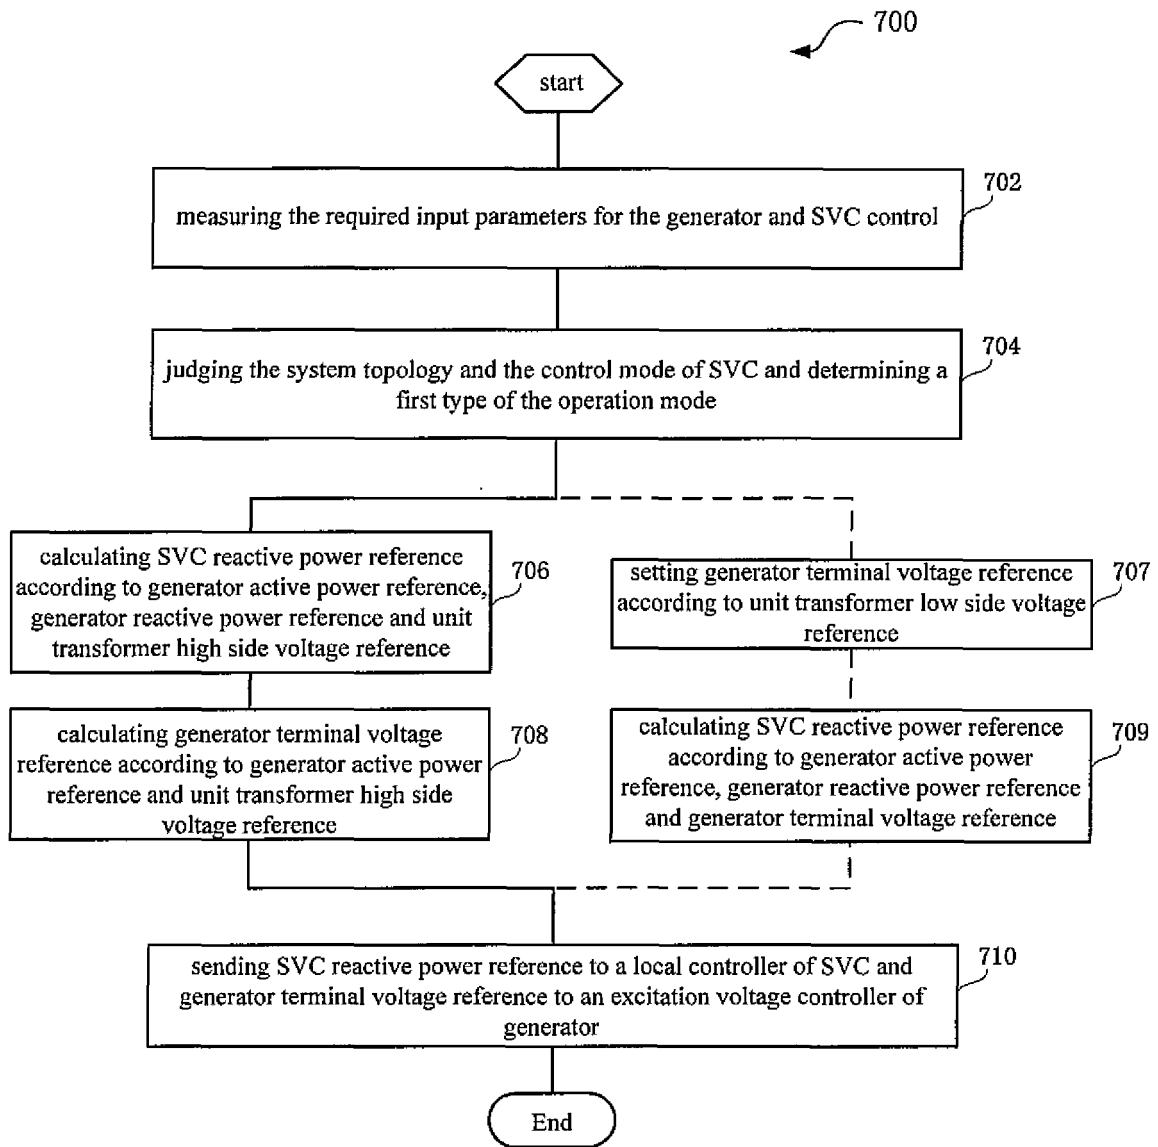 700
start
702
measuring the required input parameters for the generator and SVC control
704
judging the system topology and the control mode of SVC and determining a
first type of the operation mode
calculating SVC reactive power reference
according to generator active power reference,
generator reactive power reference and unit
transformer high side voltage reference
706
setting generator terminal voltage reference
according to unit transformer low side voltage
reference
707
calculating generator terminal voltage
reference according to generator active power
reference and unit transformer high side
voltage reference
708
calculating SVC reactive power reference
according to generator active power
reference, generator reactive power reference
and generator terminal voltage reference
709
sending SVC reactive power reference to a local controller of SVC and
generator terminal voltage reference to an excitation voltage controller of
generator
710
End